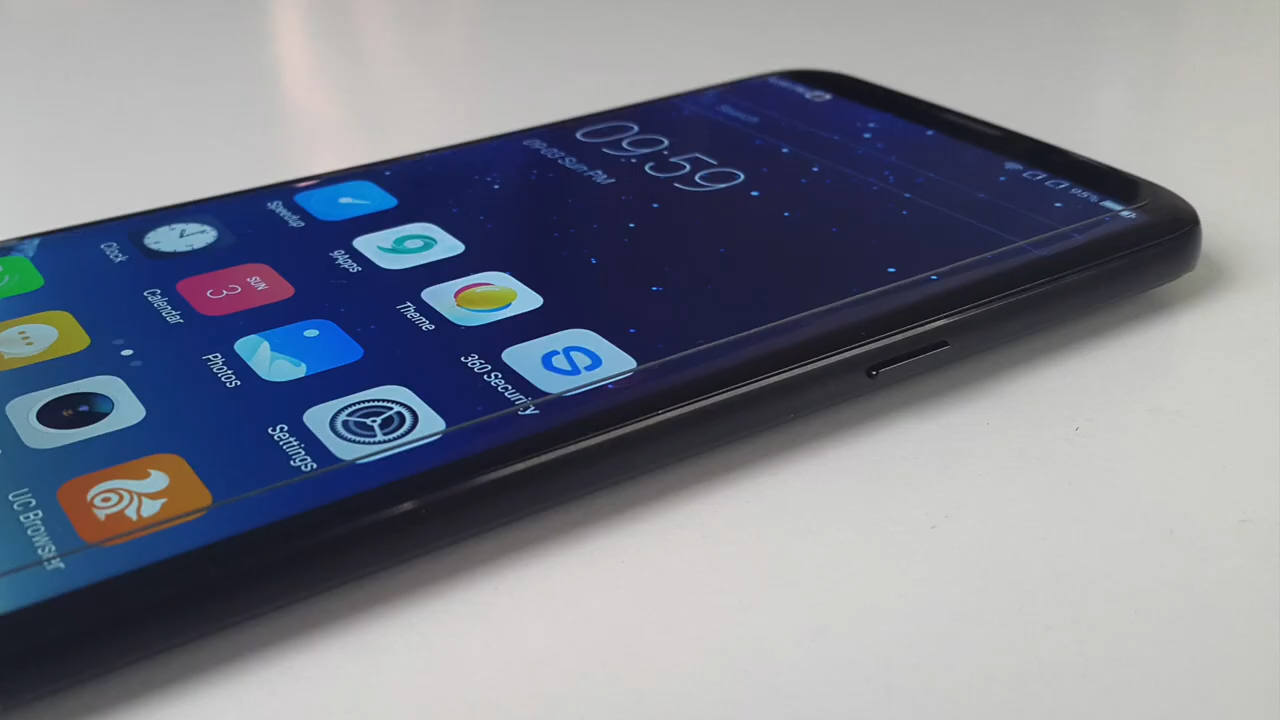 95%
09:59
09-03 Sun PM
Speedup
9Apps
Theme
360 Security
Clock
Calendar
SUN
3
Photos
Settings
UC Browser